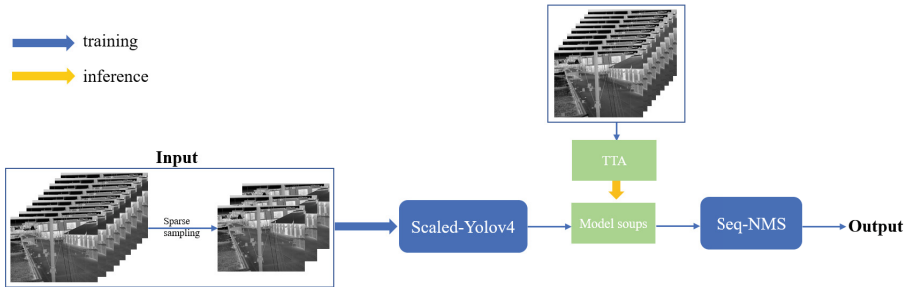 training
inference
Input
Sparse
sampling
TTA
Scaled-Yolov4
Model soups
Seq-NMS
Output